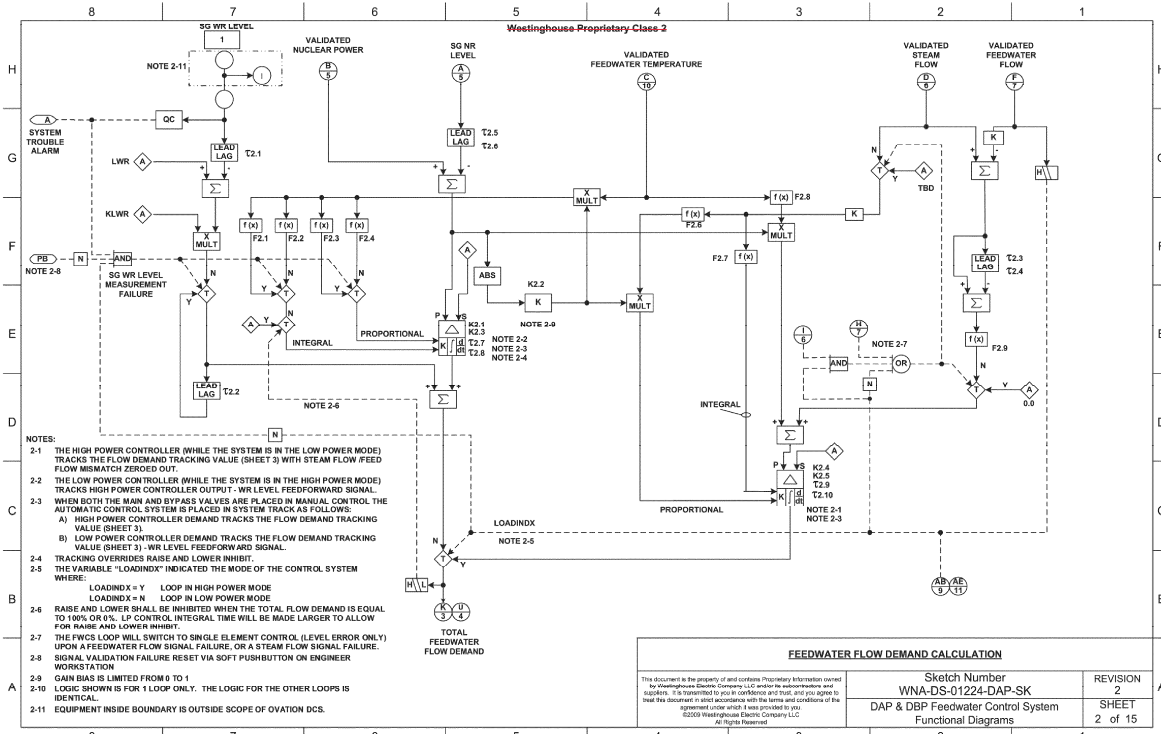 8 7 6 5 4 3 2 1
SG WR LEVEL
1
NOTE 2-11
I
Westinghouse Proprietary Class 2
VALIDATED
NUCLEAR POWER
B
5
SG NR
LEVEL
A
5
VALIDATED
FEEDWATER TEMPERATURE
C
10
VALIDATED
STEAM
FLOW
D
6
VALIDATED
FEEDWATER
FLOW
F
7
H
A
SYSTEM
TROUBLE
ALARM
QC
LEAD
LAG
τ2.1
LEAD
LAG
τ2.5
τ2.6
K
H
G
LWR
A
+ -
Σ
+ -
Σ
N
T
Y
A
TBD
+ -
Σ
KLWR
A
X
MULT
f (x)
F2.1
f (x)
F2.2
f (x)
F2.3
f (x)
F2.4
X
MULT
f (x)
F2.8
f (x)
F2.6
K
X
MULT
f (x)
F2.7
F
PB
NOTE 2-8
N
AND
SG WR LEVEL
MEASUREMENT
FAILURE
A
ABS
LEAD
LAG
τ2.3
τ2.4
+ -
Σ
N
Y
T
N
Y
T
N
Y
T
K2.2
K
NOTE 2-9
X
MULT
E
A
Y
N
T
PROPORTIONAL
INTEGRAL
P S
Δ
K
∫
d
dt
K2.1
K2.3
τ2.7
τ2.8
NOTE 2-2
NOTE 2-3
NOTE 2-4
I
6
H
7
NOTE 2-7
AND
OR
N
f (x)
F2.9
N
T
Y
A
0.0
LEAD
LAG
τ2.2
+ +
Σ
NOTE 2-6
INTEGRAL
D
N
+ +
Σ
A
P S
Δ
K
∫
d
dt
K2.4
K2.5
τ2.9
τ2.10
NOTE 2-1
NOTE 2-3
PROPORTIONAL
C
LOADINDX
NOTE 2-5
N
T
Y
H L
K
3
U
4
TOTAL
FEEDWATER
FLOW DEMAND
AB
9
AE
11
B
NOTES:
2-1 THE HIGH POWER CONTROLLER (WHILE THE SYSTEM IS IN THE LOW POWER MODE)
TRACKS THE FLOW DEMAND TRACKING VALUE (SHEET 3) WITH STEAM FLOW /FEED
FLOW MISMATCH ZEROED OUT.
2-2 THE LOW POWER CONTROLLER (WHILE THE SYSTEM IS IN THE HIGH POWER MODE)
TRACKS HIGH POWER CONTROLLER OUTPUT - WR LEVEL FEEDFORWARD SIGNAL.
2-3 WHEN BOTH THE MAIN AND BYPASS VALVES ARE PLACED IN MANUAL CONTROL THE
AUTOMATIC CONTROL SYSTEM IS PLACED IN SYSTEM TRACK AS FOLLOWS:
A) HIGH POWER CONTROLLER DEMAND TRACKS THE FLOW DEMAND TRACKING
VALUE (SHEET 3).
B) LOW POWER CONTROLLER DEMAND TRACKS THE FLOW DEMAND TRACKING
VALUE (SHEET 3) - WR LEVEL FEEDFORWARD SIGNAL.
2-4 TRACKING OVERRIDES RAISE AND LOWER INHIBIT.
2-5 THE VARIABLE "LOADINDX" INDICATED THE MODE OF THE CONTROL SYSTEM
WHERE:
LOADINDX = Y LOOP IN HIGH POWER MODE
LOADINDX = N LOOP IN LOW POWER MODE
2-6 RAISE AND LOWER SHALL BE INHIBITED WHEN THE TOTAL FLOW DEMAND IS EQUAL
TO 100% OR 0%. LP CONTROL INTEGRAL TIME WILL BE MADE LARGER TO ALLOW
FOR RAISE AND LOWER INHIBIT.
2-7 THE FWCS LOOP WILL SWITCH TO SINGLE ELEMENT CONTROL (LEVEL ERROR ONLY)
UPON A FEEDWATER FLOW SIGNAL FAILURE, OR A STEAM FLOW SIGNAL FAILURE.
2-8 SIGNAL VALIDATION FAILURE RESET VIA SOFT PUSHBUTTON ON ENGINEER
WORKSTATION
2-9 GAIN BIAS IS LIMITED FROM 0 TO 1
2-10 LOGIC SHOWN IS FOR 1 LOOP ONLY. THE LOGIC FOR THE OTHER LOOPS IS
IDENTICAL.
2-11 EQUIPMENT INSIDE BOUNDARY IS OUTSIDE SCOPE OF OVATION DCS.
A
FEEDWATER FLOW DEMAND CALCULATION
This document is the property of and contains Proprietary Information owned
by Westinghouse Electric Company LLC and/or its subcontractors and
suppliers. It is transmitted to you in confidence and trust, and you agree to
treat this document in strict accordance with the terms and conditions of the
agreement under which it was provided to you.
©2009 Westinghouse Electric Company LLC
All Rights Reserved
Sketch Number
WNA-DS-01224-DAP-SK
REVISION
2
DAP & DBP Feedwater Control System
Functional Diagrams
SHEET
2 of 15